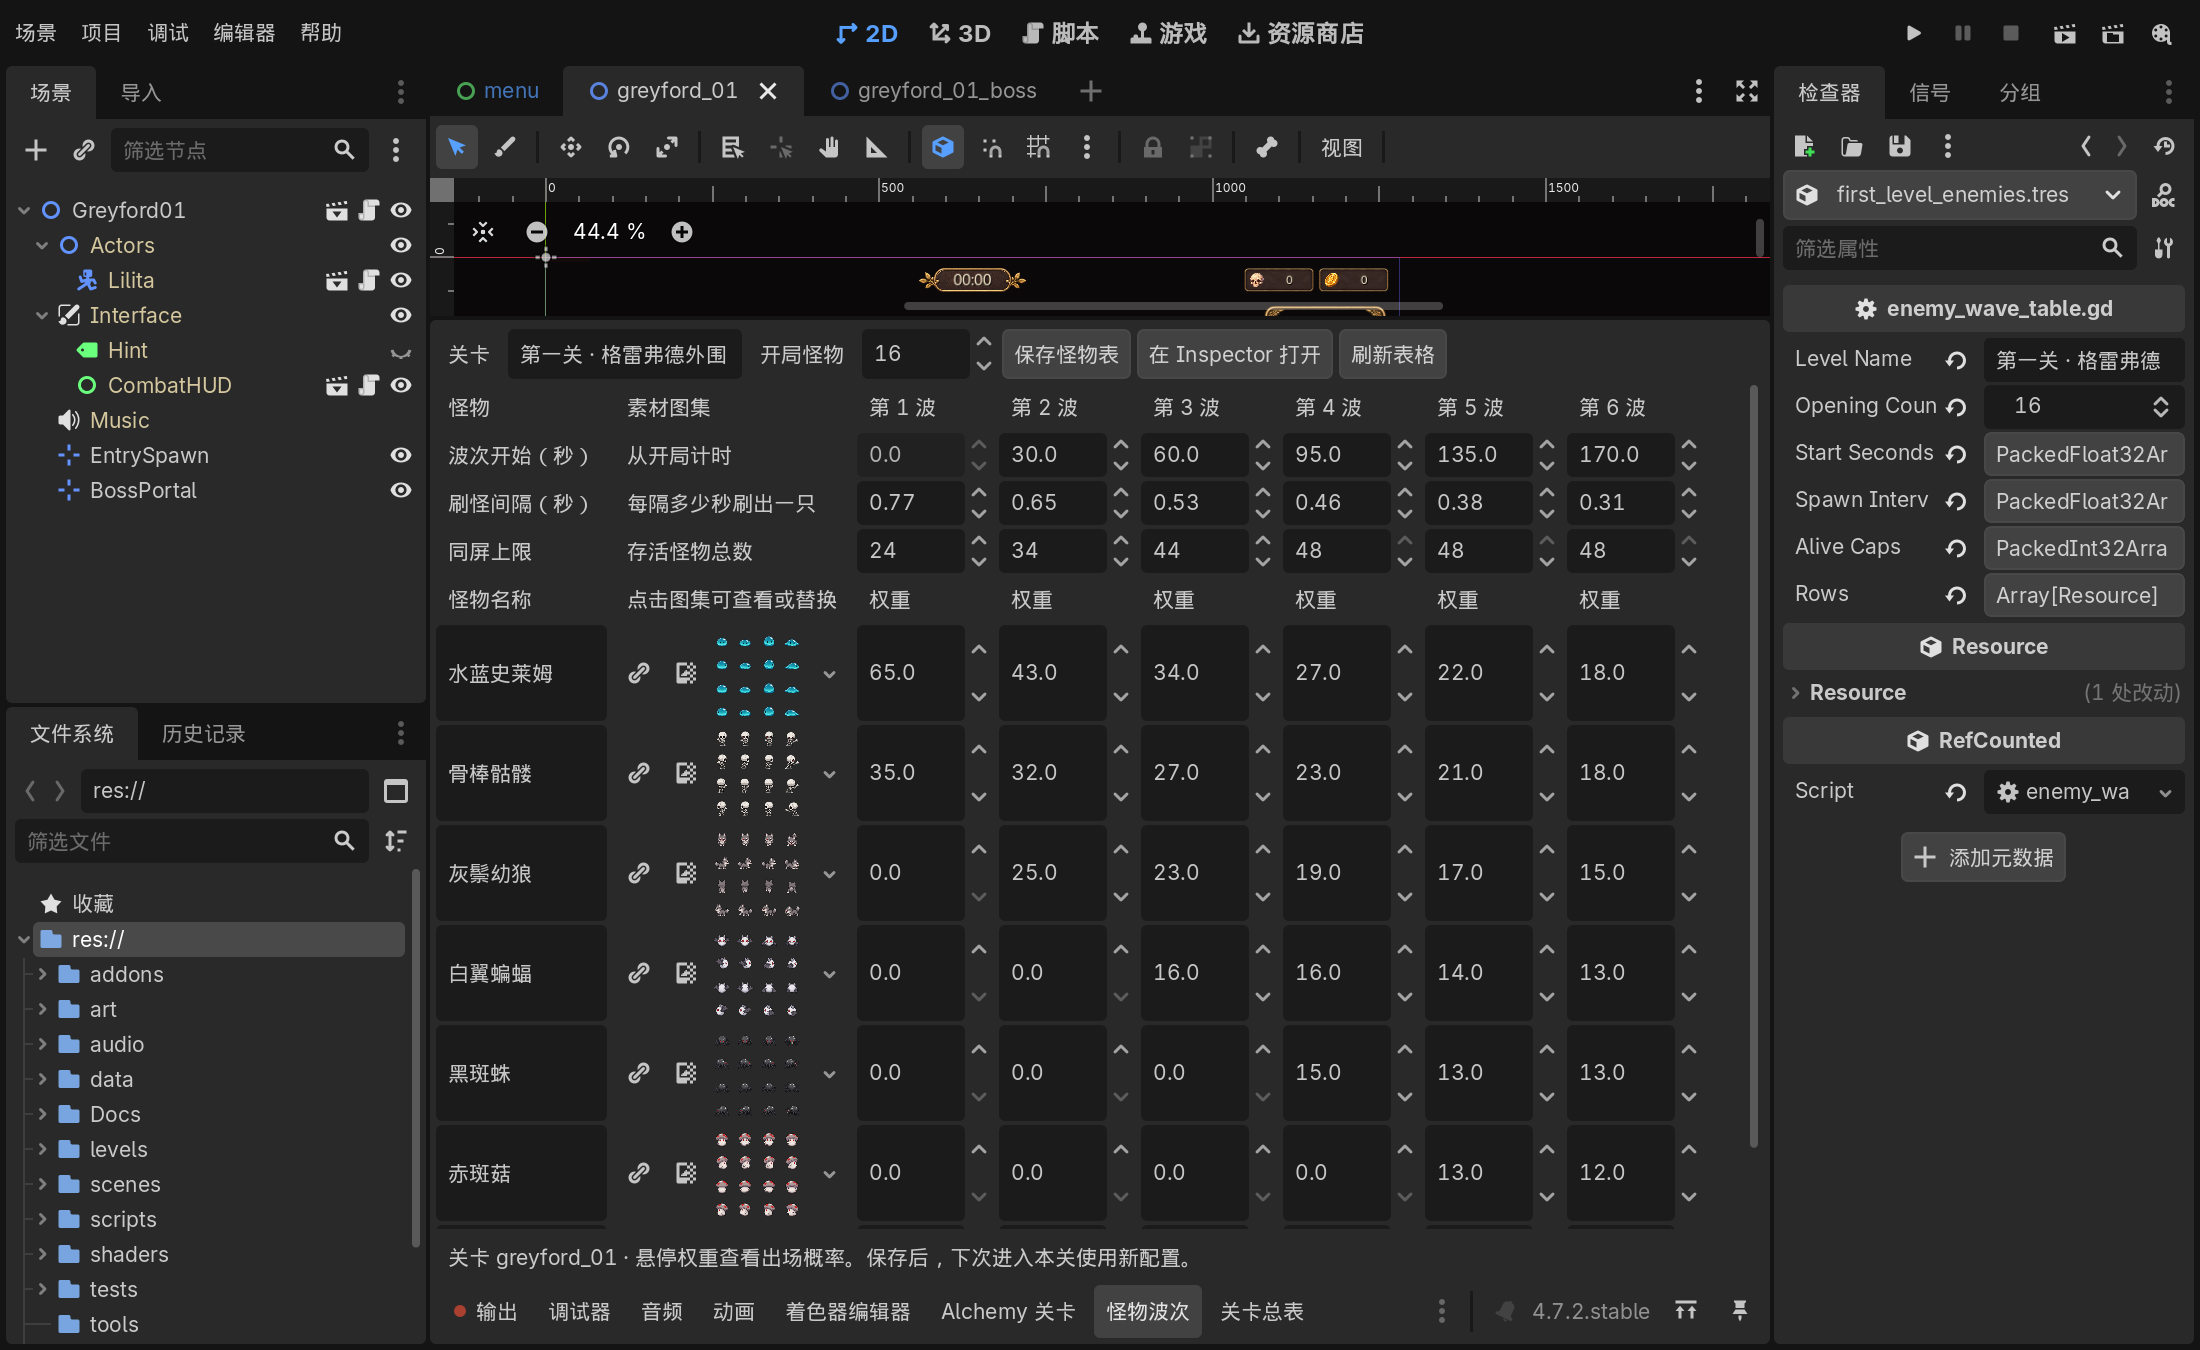 场景 项目 调试 编辑器 帮助
2D 3D 脚本 游戏 资源商店
场景 导入
筛选节点
Greyford01
Actors
Lilita
Interface
Hint
CombatHUD
Music
EntrySpawn
BossPortal
文件系统 历史记录
res://
筛选文件
收藏
res://
addons
art
audio
data
Docs
levels
scenes
scripts
shaders
tests
tools
menu greyford_01 greyford_01_boss
视图
0 500 1000 1500
0
44.4 %
00:00 0 0
关卡 第一关 · 格雷弗德外围 开局怪物 16 保存怪物表 在 Inspector 打开 刷新表格
怪物 素材图集 第 1 波 第 2 波 第 3 波 第 4 波 第 5 波 第 6 波
波次开始（秒） 从开局计时 0.0 30.0 60.0 95.0 135.0 170.0
刷怪间隔（秒） 每隔多少秒刷出一只 0.77 0.65 0.53 0.46 0.38 0.31
同屏上限 存活怪物总数 24 34 44 48 48 48
怪物名称 点击图集可查看或替换 权重 权重 权重 权重 权重 权重
水蓝史莱姆 65.0 43.0 34.0 27.0 22.0 18.0
骨棒骷髅 35.0 32.0 27.0 23.0 21.0 18.0
灰鬃幼狼 0.0 25.0 23.0 19.0 17.0 15.0
白翼蝙蝠 0.0 0.0 16.0 16.0 14.0 13.0
黑斑蛛 0.0 0.0 0.0 15.0 13.0 13.0
赤斑菇 0.0 0.0 0.0 0.0 13.0 12.0
关卡 greyford_01 · 悬停权重查看出场概率。保存后，下次进入本关使用新配置。
输出 调试器 音频 动画 着色器编辑器 Alchemy 关卡 怪物波次 关卡总表 4.7.2.stable
检查器 信号 分组
first_level_enemies.tres DOC
筛选属性
enemy_wave_table.gd
Level Name 第一关 · 格雷弗德
Opening Coun 16
Start Seconds PackedFloat32Ar
Spawn Interv PackedFloat32Ar
Alive Caps PackedInt32Arra
Rows Array[Resource]
Resource
Resource (1 处改动)
RefCounted
Script enemy_wa
添加元数据